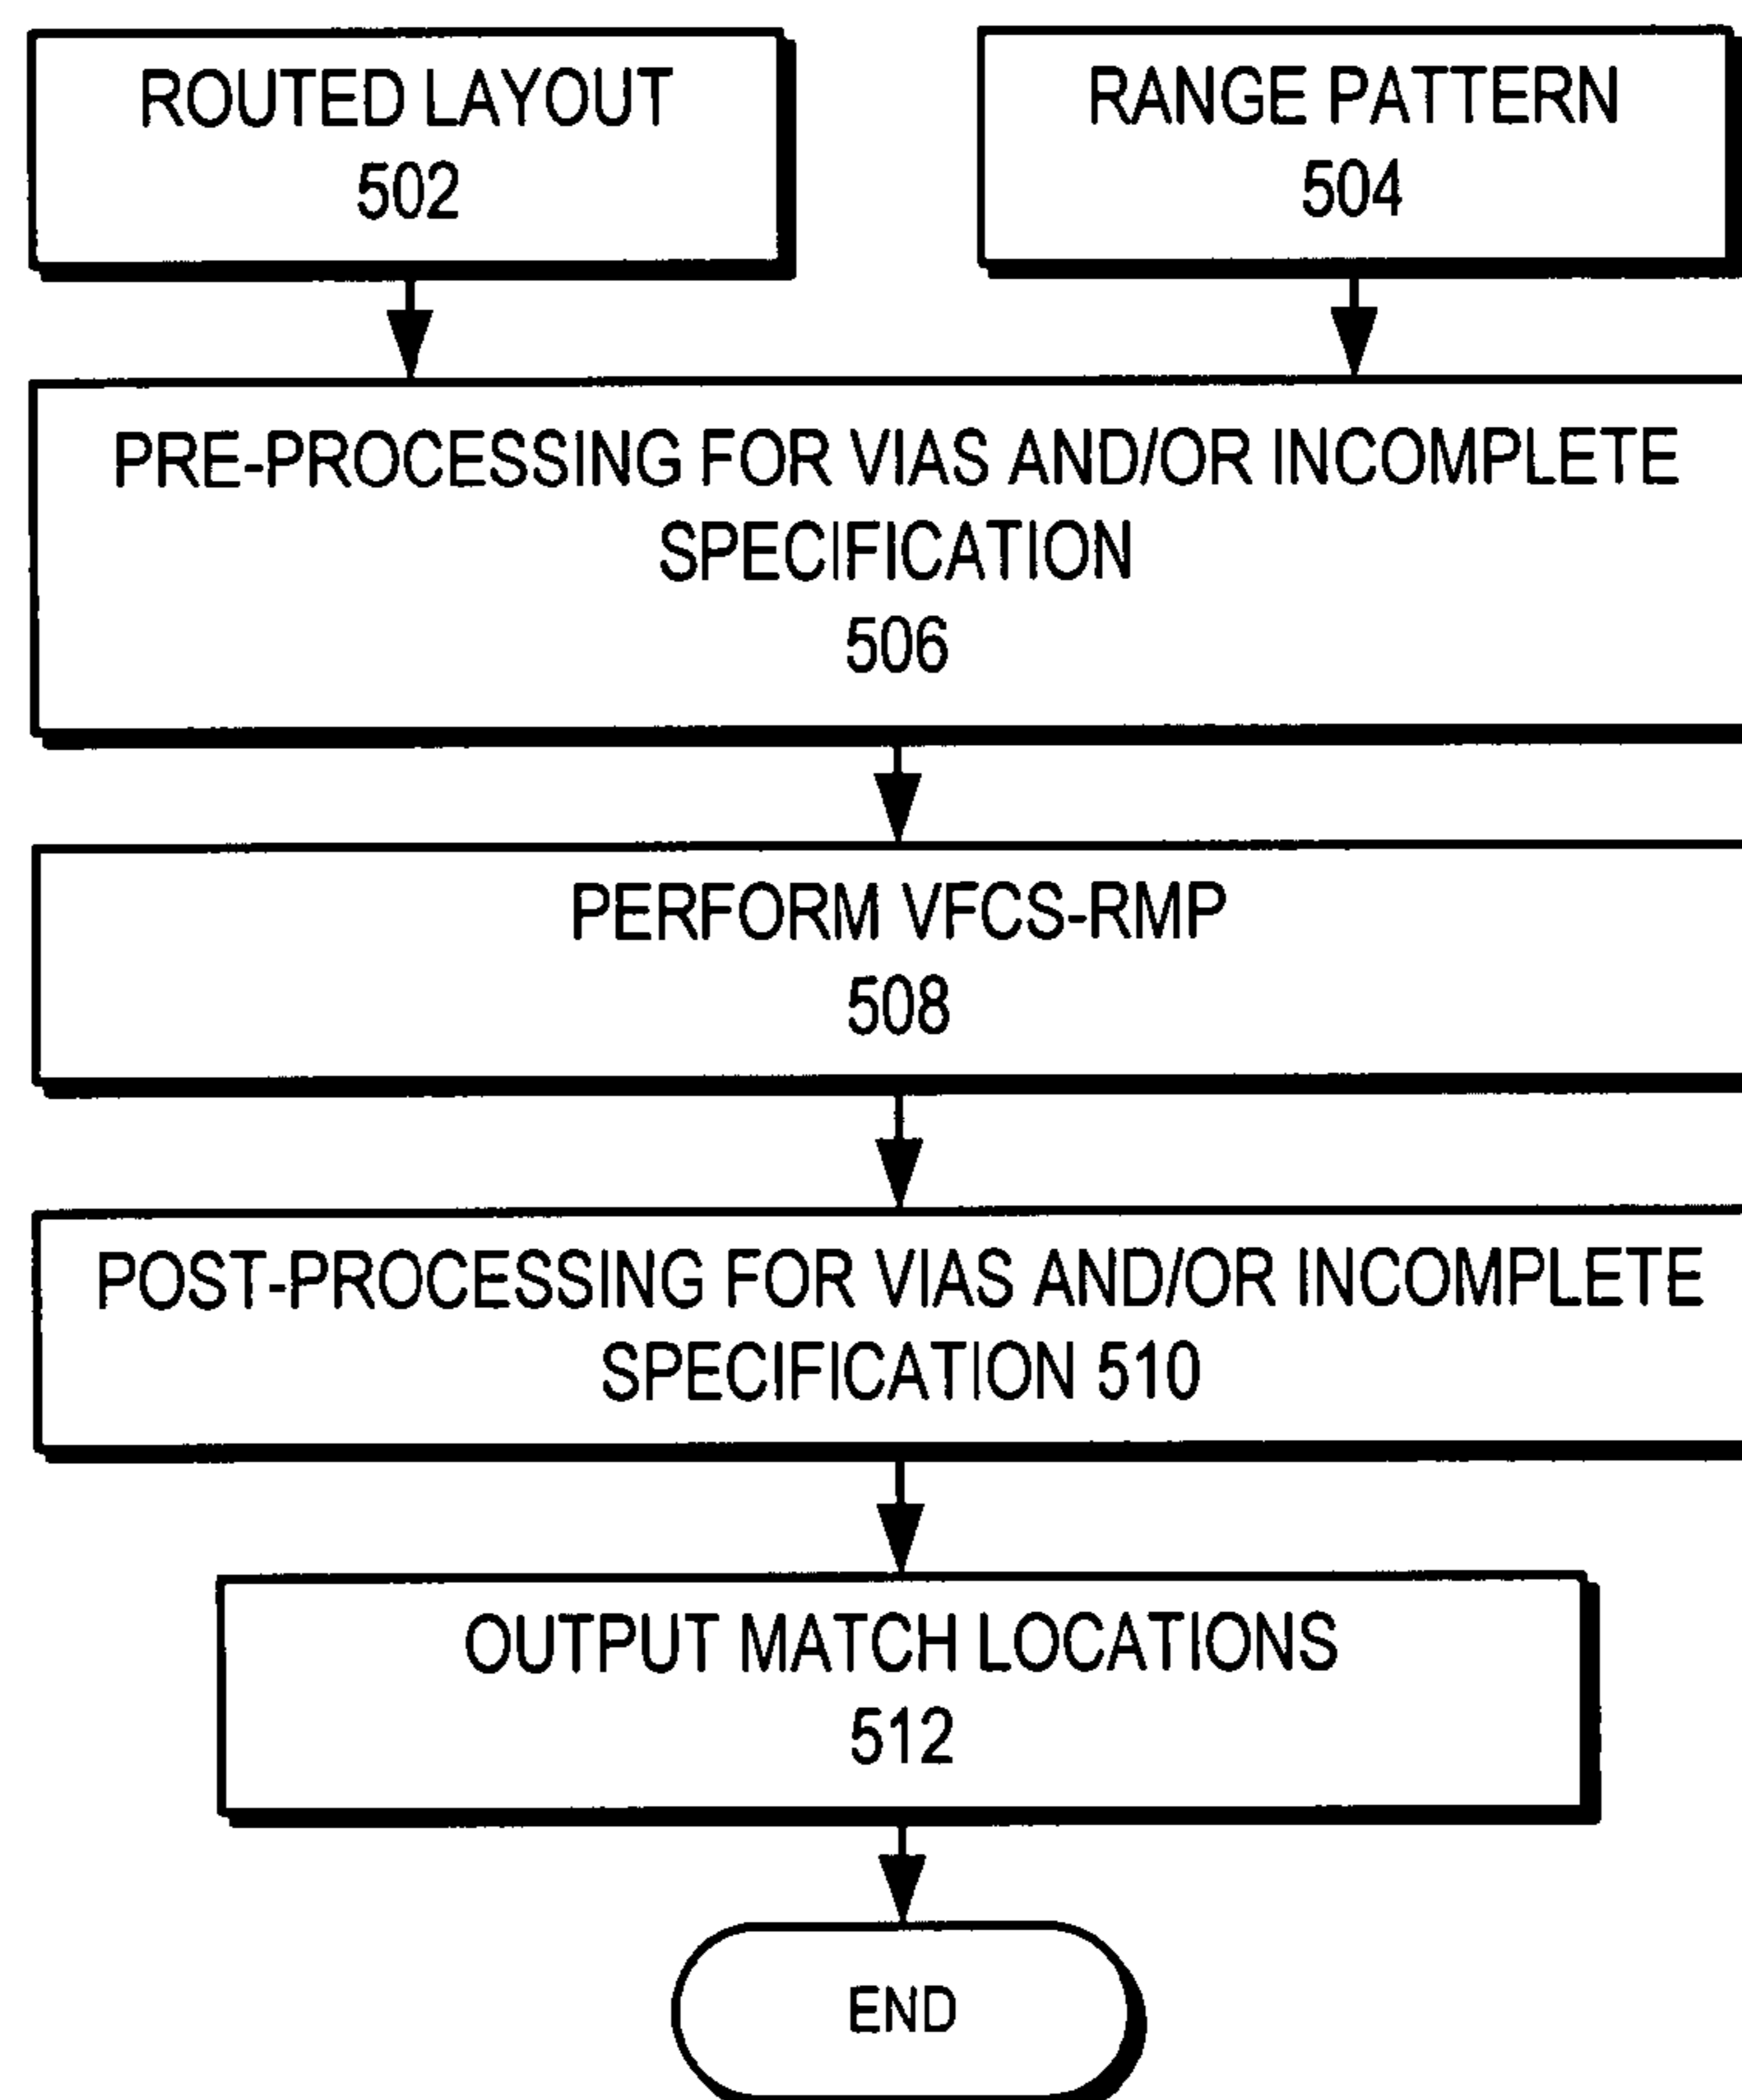 ROUTED LAYOUT
502
RANGE PATTERN
504
PRE-PROCESSING FOR VIAS AND/OR INCOMPLETE
SPECIFICATION
506
PERFORM VFCS-RMP
508
POST-PROCESSING FOR VIAS AND/OR INCOMPLETE
SPECIFICATION 510
OUTPUT MATCH LOCATIONS
512
END